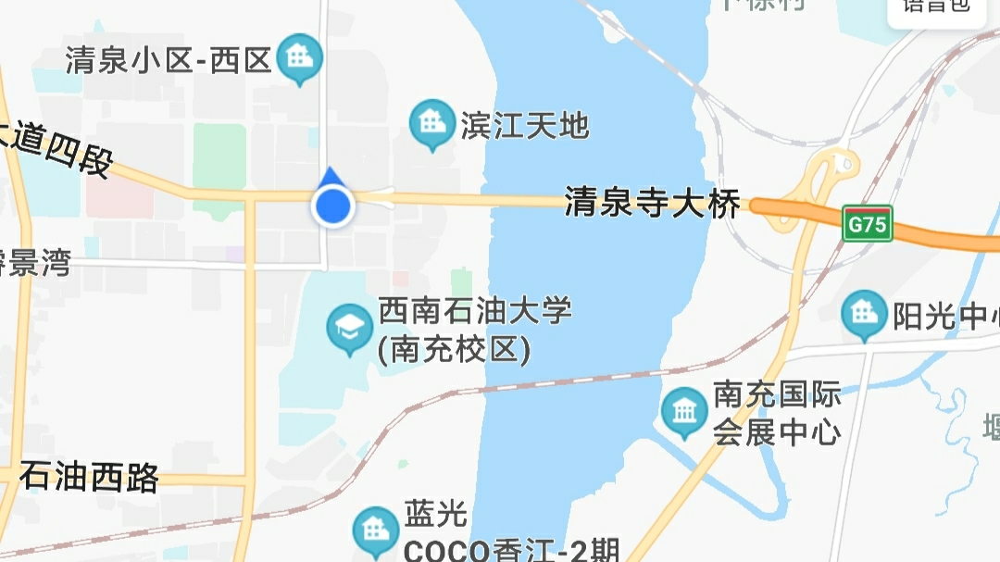 语音包
清泉小区-西区
滨江天地
大道四段
清泉寺大桥
G75
景湾
西南石油大学
(南充校区)
阳光中心
南充国际
会展中心
堰
石油西路
蓝光
COCO香江-2期